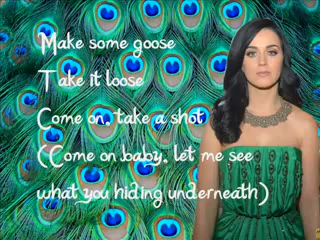 Make some goose
Take it loose
Come on, take a shot
(Come on baby, let me see
what you hiding underneath)